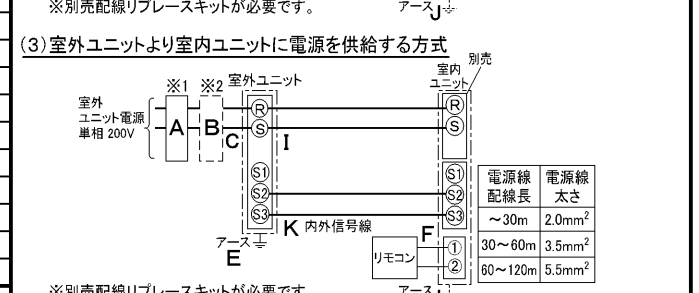 ※別売配線リプレースキットが必要です。
アース J
(3)室外ユニットより室内ユニットに電源を供給する方式
※1 ※2 室外ユニット
室内
ユニット
別売
室外
ユニット電源
単相 200V
A B C
R
S
I
R
S
S1
S2
S3
S1
S2
S3
K 内外信号線
アース
E
F
リモコン
①
②
電源線
配線長
電源線
太さ
～30m 2.0mm²
30～60m 3.5mm²
60～120m 5.5mm²
※別売配線リプレースキットが必要です
アース